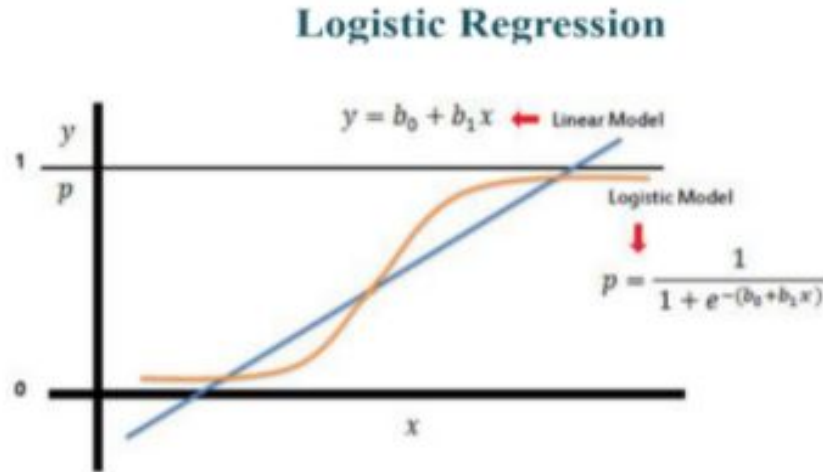 Logistic Regression
y = b₀ + b₁x
Linear Model
y
1
p
Logistic Model
p = 1 / (1 + e^−(b₀+b₁x))
0
x